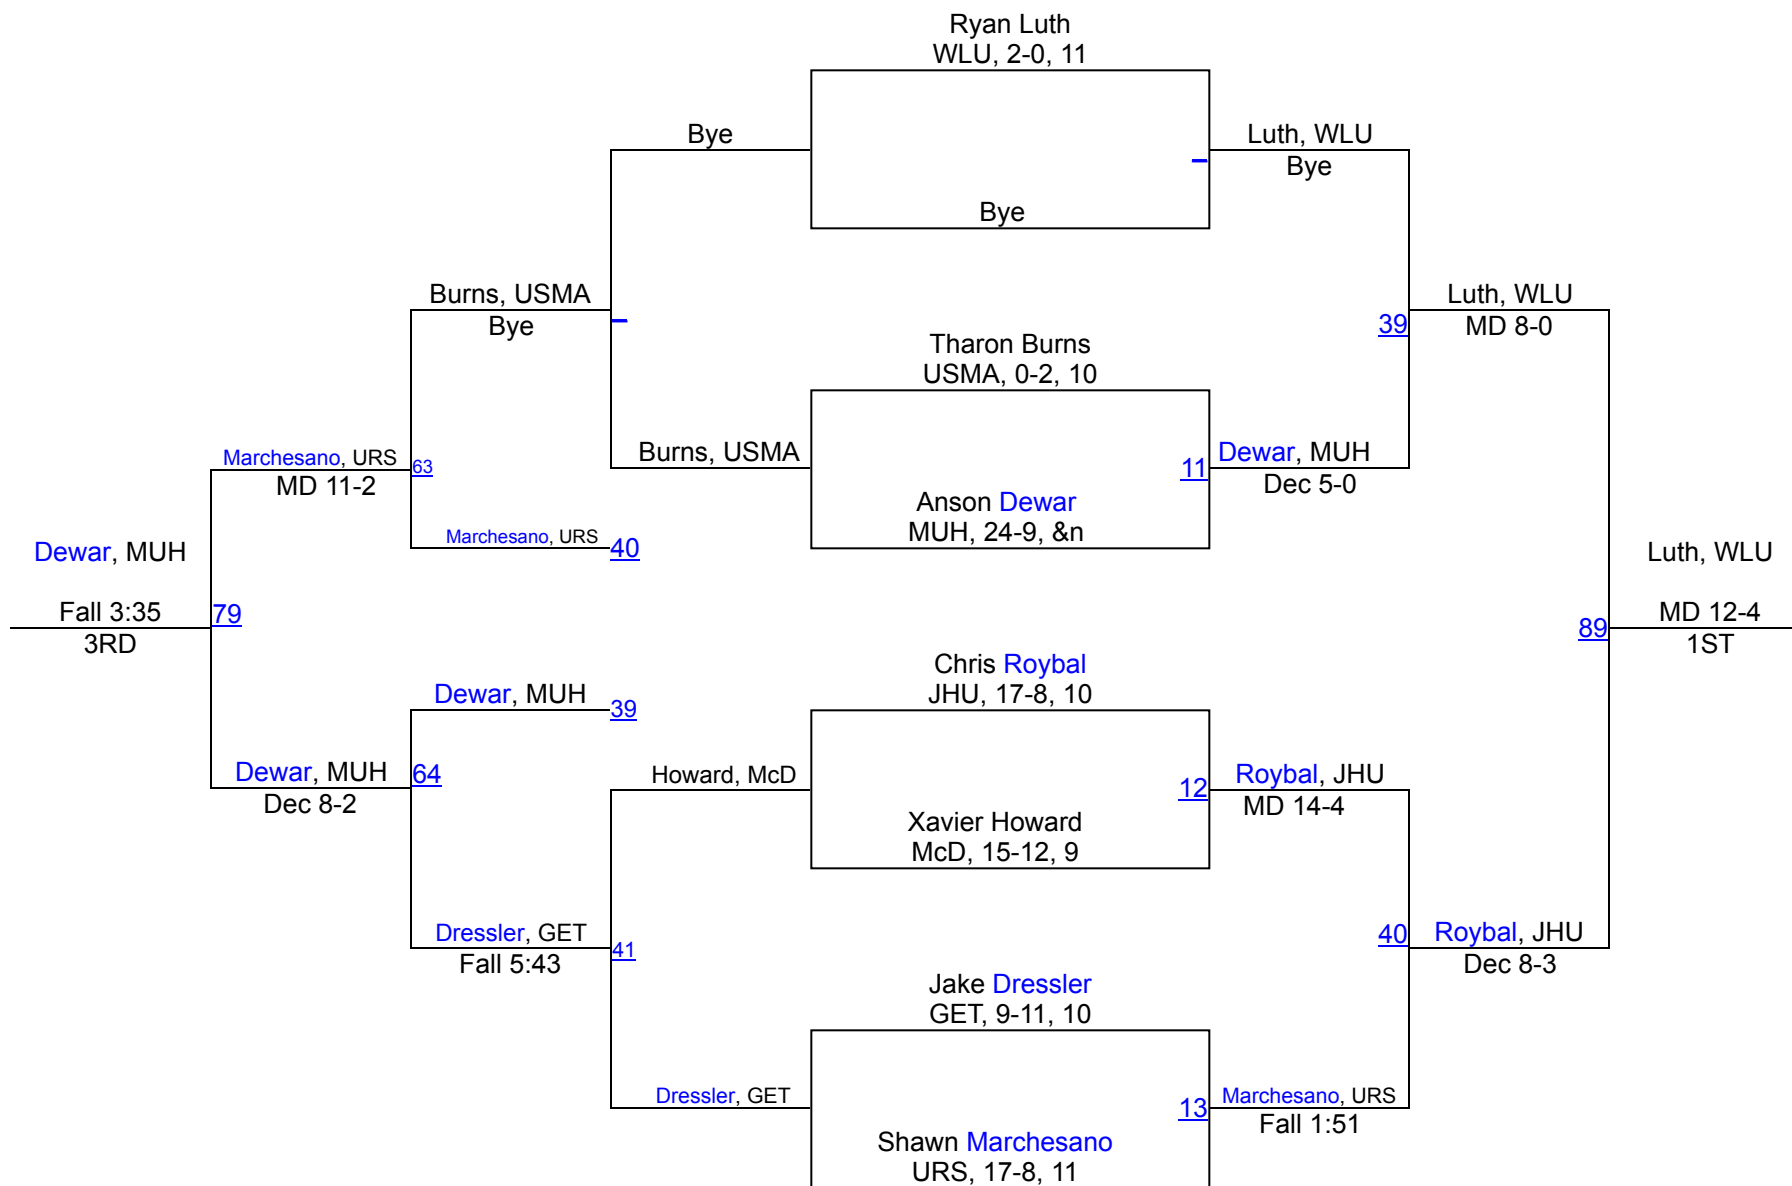 Ryan Luth
WLU, 2-0, 11
Bye
Luth, WLU
Bye
Bye
Burns, USMA
Bye
Luth, WLU
MD 8-0
39
Tharon Burns
USMA, 0-2, 10
Marchesano, URS
MD 11-2
63
Burns, USMA
11
Dewar, MUH
Dec 5-0
Anson Dewar
MUH, 24-9, &n
Marchesano, URS
40
Dewar, MUH
Fall 3:35
3RD
79
Luth, WLU
MD 12-4
1ST
89
Chris Roybal
JHU, 17-8, 10
Dewar, MUH
39
Dewar, MUH
Dec 8-2
64
Howard, McD
12
Roybal, JHU
MD 14-4
Xavier Howard
McD, 15-12, 9
Dressler, GET
Fall 5:43
41
40
Roybal, JHU
Dec 8-3
Jake Dressler
GET, 9-11, 10
Dressler, GET
13
Marchesano, URS
Fall 1:51
Shawn Marchesano
URS, 17-8, 11